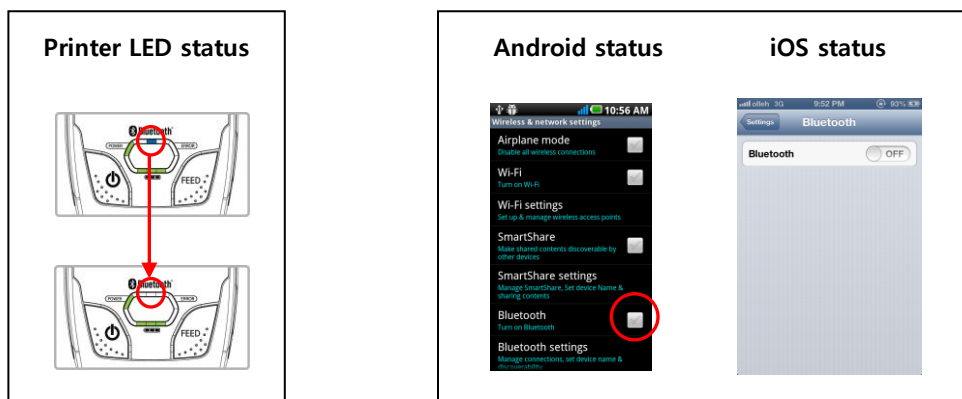 Printer LED status
Bluetooth
POWER
ERROR
FEED
Bluetooth
POWER
ERROR
FEED
Android status
10:56 AM
Wireless & network settings
Airplane mode
Disable all wireless connections
Wi-Fi
Turn on Wi-Fi
Wi-Fi settings
Set up & manage wireless access points
SmartShare
Make shared contents discoverable by
other devices
SmartShare settings
Manage SmartShare, Set device Name &
sharing contents
Bluetooth
Turn on Bluetooth
Bluetooth settings
Manage connections, set device name &
discoverability
iOS status
olleh 3G 9:52 PM 93%
Settings Bluetooth
Bluetooth OFF